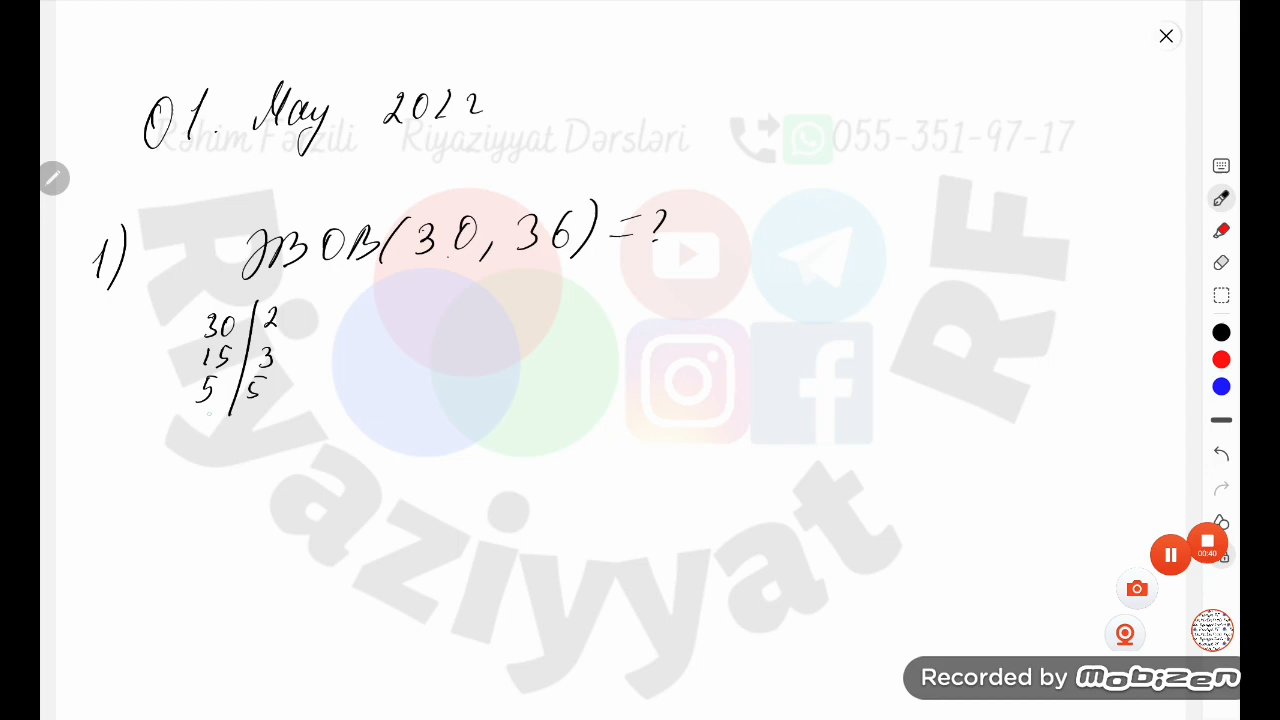 01. May 2022
Rəhim Fəzili Riyaziyyat Dərsləri 055-351-97-17
1) ƏBOB(30, 36) = ?
30 | 2
15 | 3
5 | 5
RF
Riyaziyyat
00:40
Recorded by mobizen